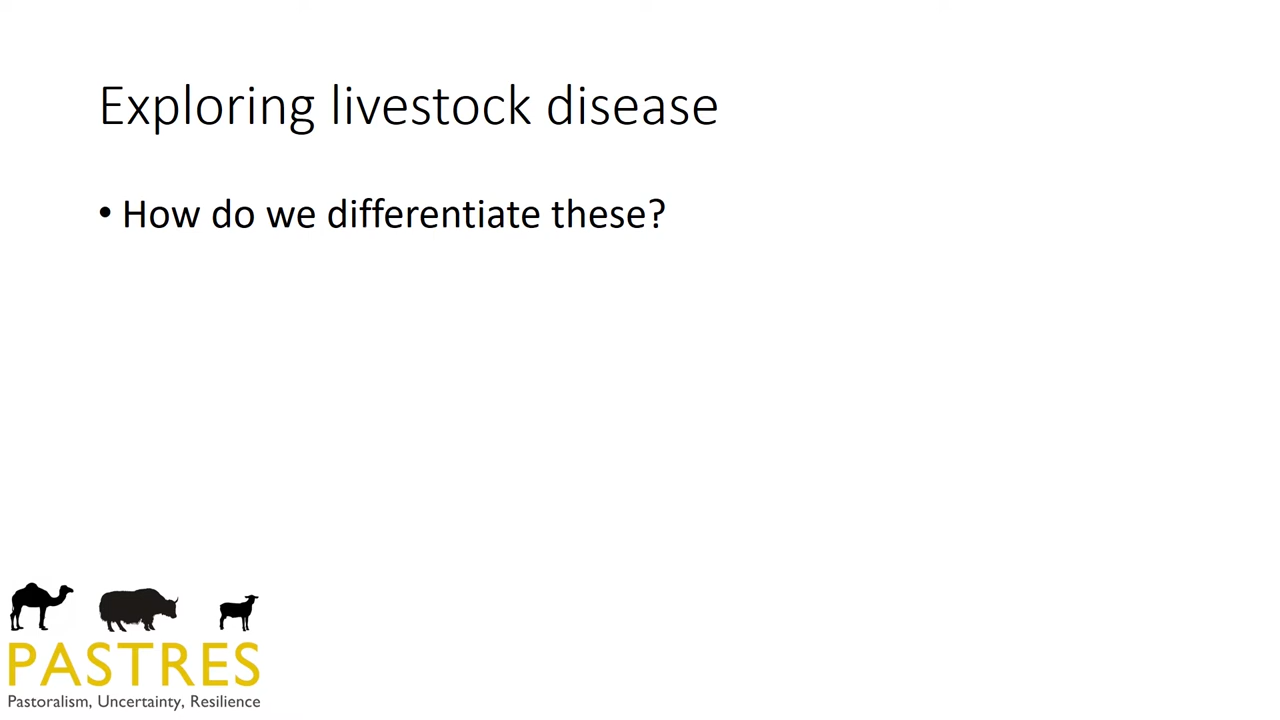 Exploring livestock disease
• How do we differentiate these?
PASTRES
Pastoralism, Uncertainty, Resilience